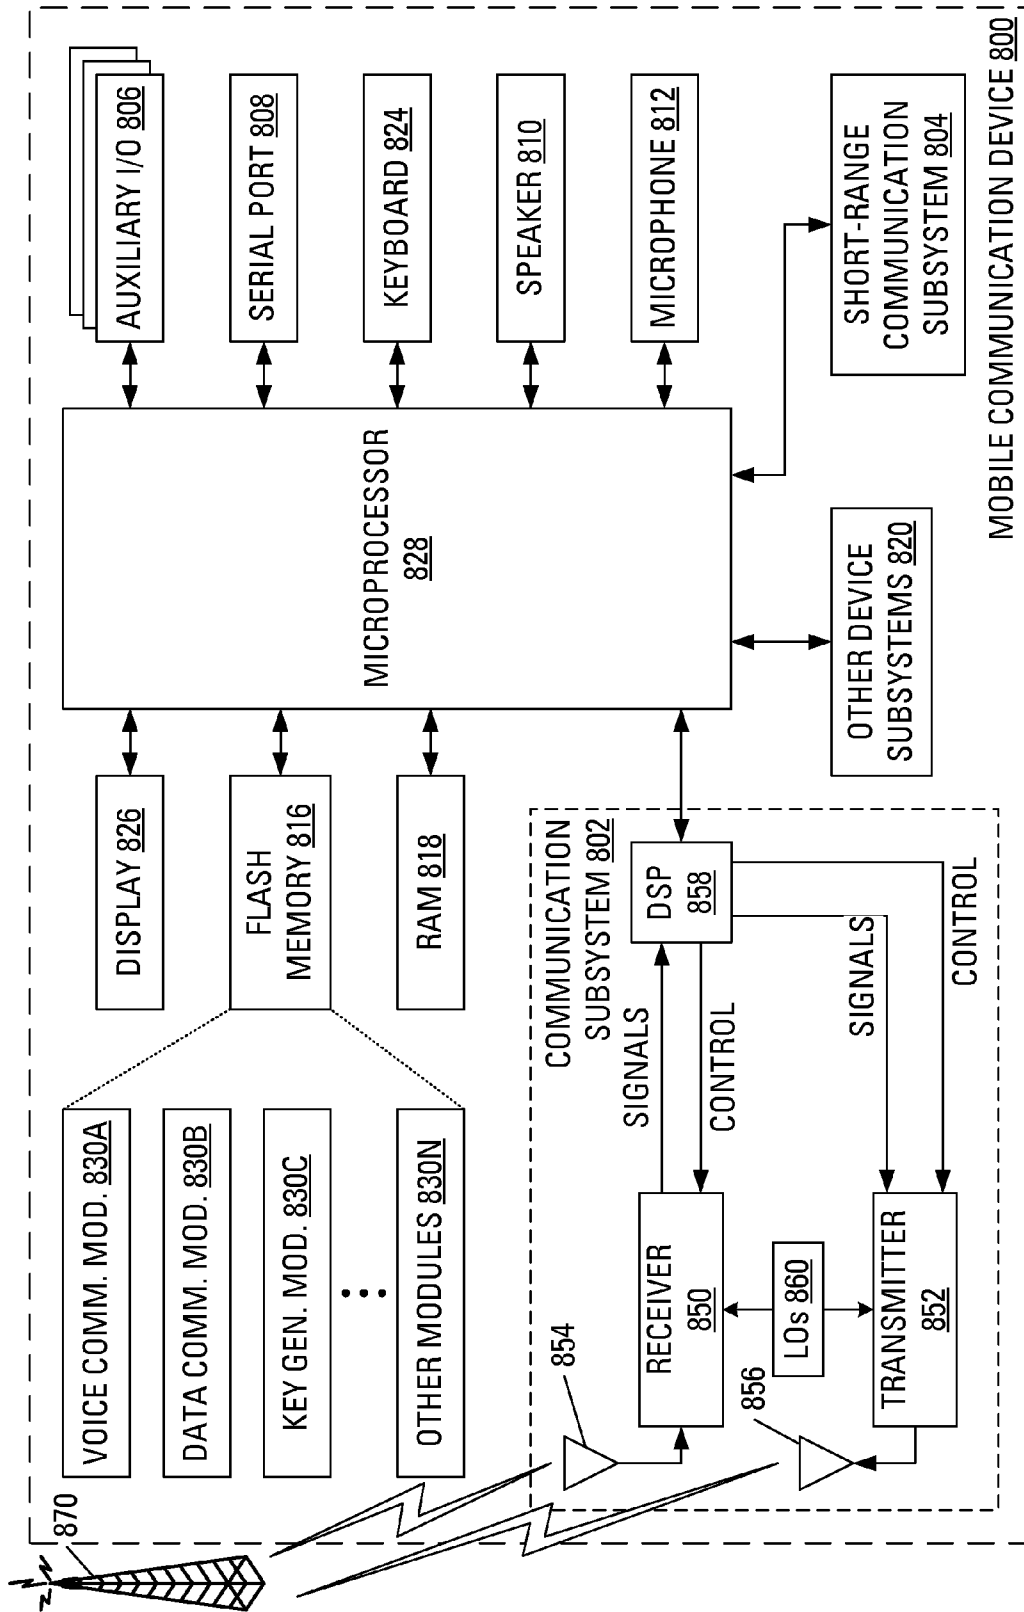 870
VOICE COMM. MOD. 830A
DATA COMM. MOD. 830B
KEY GEN. MOD. 830C
OTHER MODULES 830N
DISPLAY 826
FLASH
MEMORY 816
RAM 818
MICROPROCESSOR
828
AUXILIARY I/O 806
SERIAL PORT 808
KEYBOARD 824
SPEAKER 810
MICROPHONE 812
SHORT-RANGE
COMMUNICATION
SUBSYSTEM 804
OTHER DEVICE
SUBSYSTEMS 820
COMMUNICATION
SUBSYSTEM 802
DSP
858
SIGNALS
CONTROL
SIGNALS
CONTROL
854
RECEIVER
850
LOs 860
856
TRANSMITTER
852
MOBILE COMMUNICATION DEVICE 800